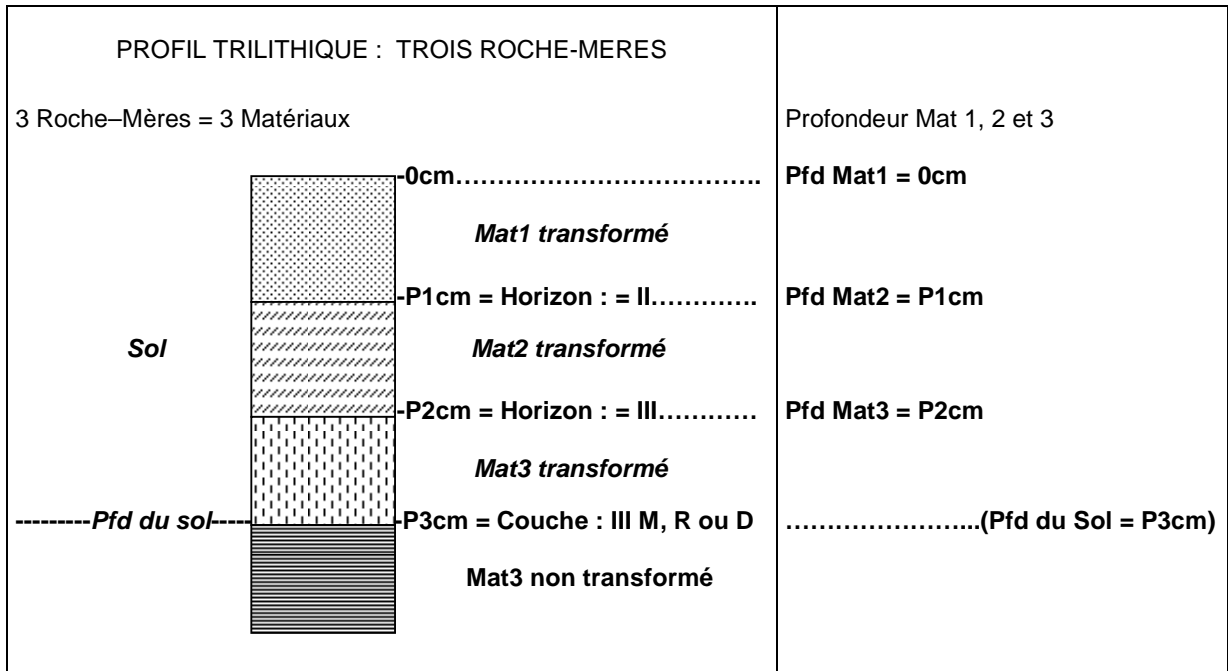 PROFIL TRILITHIQUE : TROIS ROCHE-MERES
3 Roche–Mères = 3 Matériaux
Profondeur Mat 1, 2 et 3
-0cm……………………………….
Pfd Mat1 = 0cm
Mat1 transformé
-P1cm = Horizon : = II………….
Pfd Mat2 = P1cm
Sol
Mat2 transformé
-P2cm = Horizon : = III…………
Pfd Mat3 = P2cm
Mat3 transformé
---------Pfd du sol-----
-P3cm = Couche : III M, R ou D
…………………...(Pfd du Sol = P3cm)
Mat3 non transformé